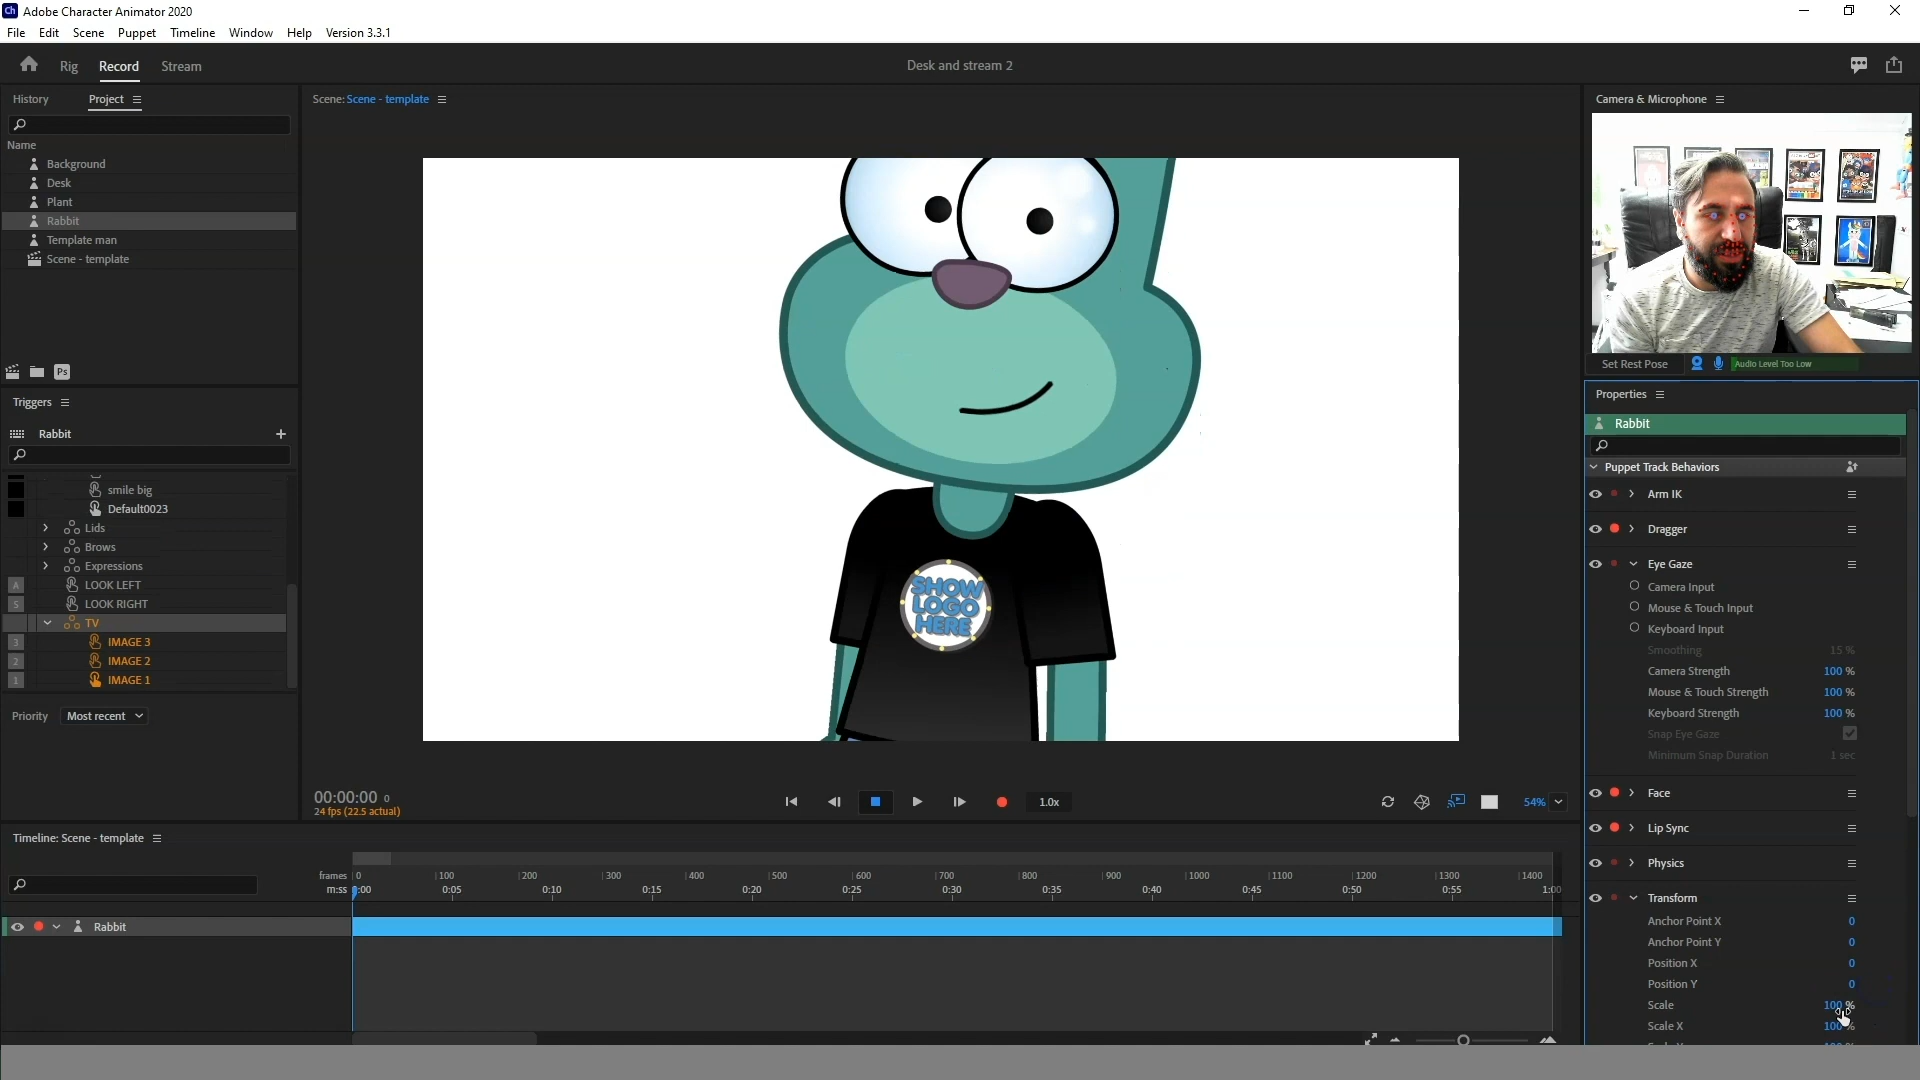 Ch Adobe Character Animator 2020
File Edit Scene Puppet Timeline Window Help Version 3.3.1
Rig Record Stream
Desk and stream 2
History Project
Name
Background
Desk
Plant
Rabbit
Template man
Scene - template
Ps
Triggers
Rabbit
smile big
Default0023
Lids
Brows
Expressions
A LOOK LEFT
S LOOK RIGHT
TV
3 IMAGE 3
2 IMAGE 2
1 IMAGE 1
Priority Most recent
Scene: Scene - template
SHOW
LOGO
HERE
00:00:00 0
24 fps (22.5 actual)
1.0x
54%
Camera & Microphone
Set Rest Pose Audio Level Too Low
Properties
Rabbit
Puppet Track Behaviors
Arm IK
Dragger
Eye Gaze
Camera Input
Mouse & Touch Input
Keyboard Input
Smoothing 15 %
Camera Strength 100 %
Mouse & Touch Strength 100 %
Keyboard Strength 100 %
Snap Eye Gaze
Minimum Snap Duration 1 sec
Face
Lip Sync
Physics
Transform
Anchor Point X 0
Anchor Point Y 0
Position X 0
Position Y 0
Scale 100 %
Scale X 100 %
Timeline: Scene - template
frames 0 100 200 300 400 500 600 700 800 900 1000 1100 1200 1300 1400
m:ss 0:00 0:05 0:10 0:15 0:20 0:25 0:30 0:35 0:40 0:45 0:50 0:55 1:00
Rabbit